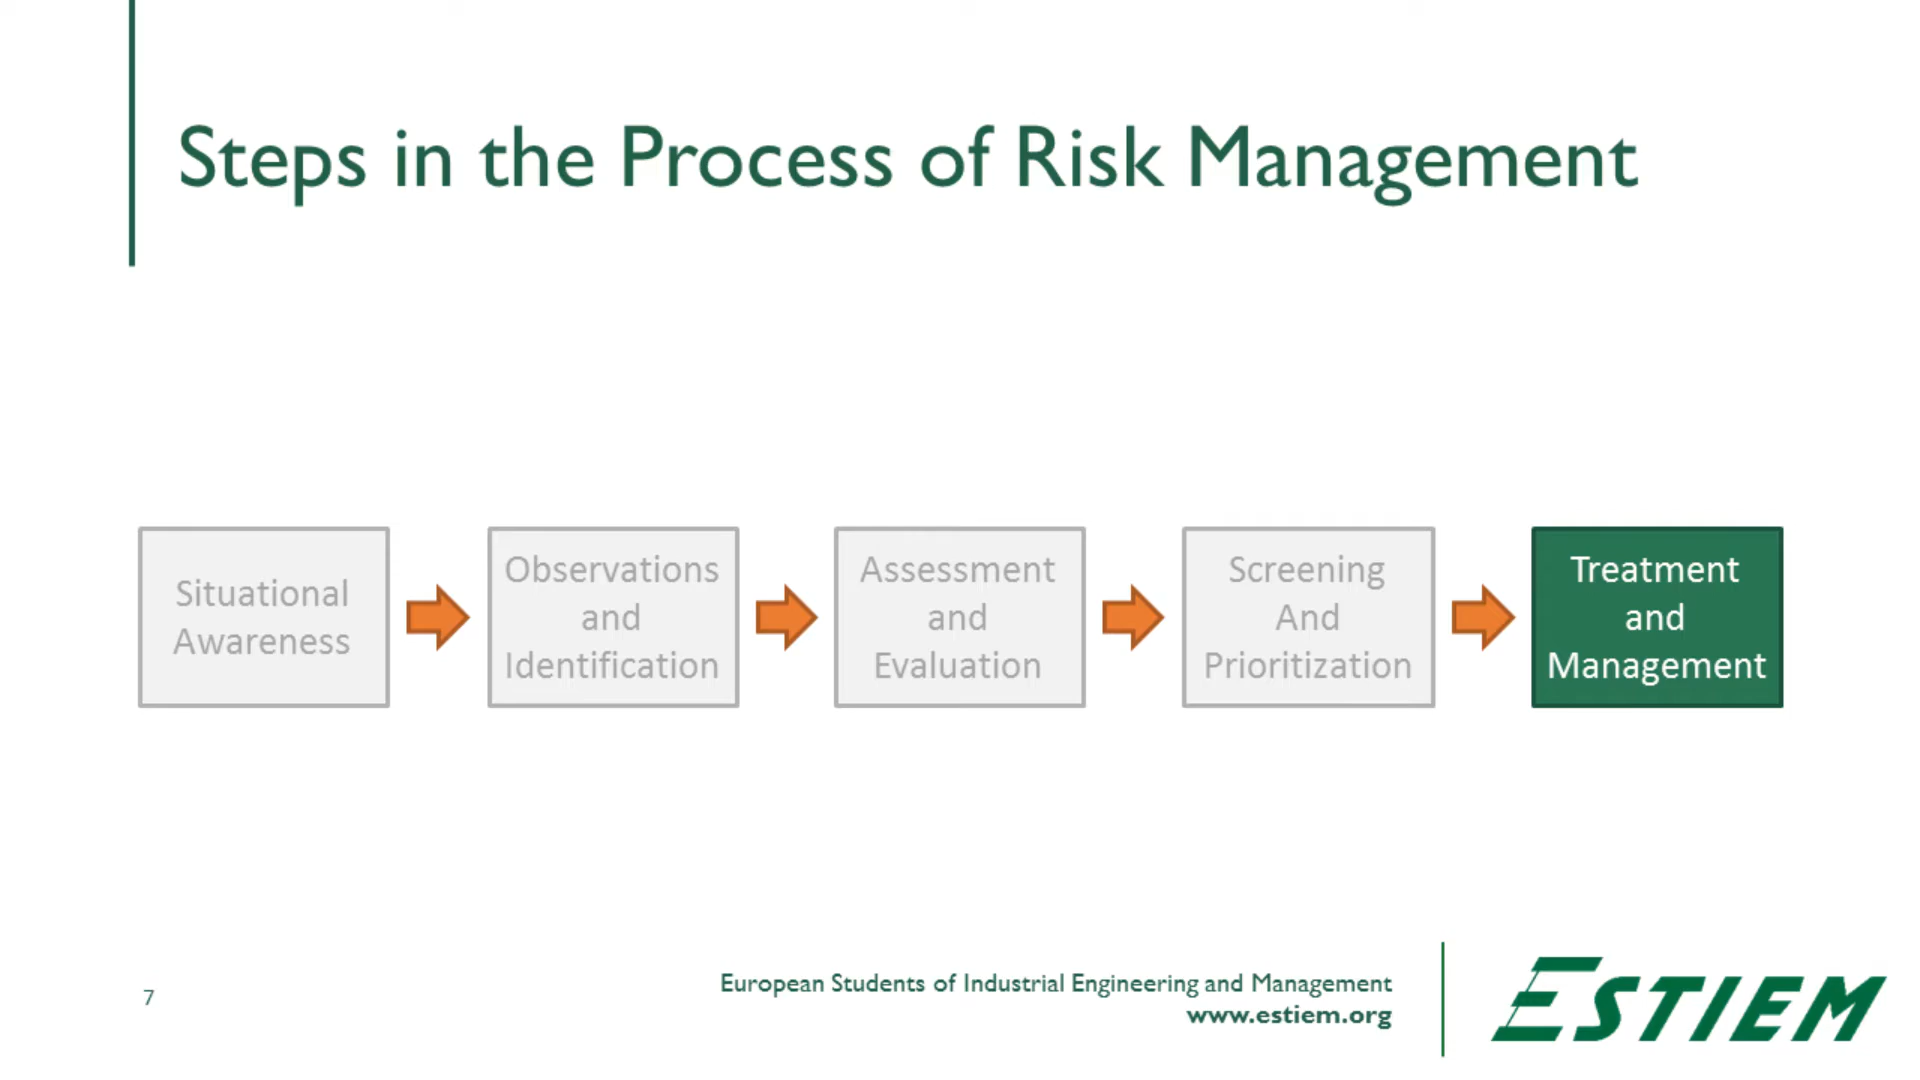 Steps in the Process of Risk Management
Situational
Awareness
Observations
and
Identification
Assessment
and
Evaluation
Screening
And
Prioritization
Treatment
and
Management
7
European Students of Industrial Engineering and Management
www.estiem.org
ESTIEM